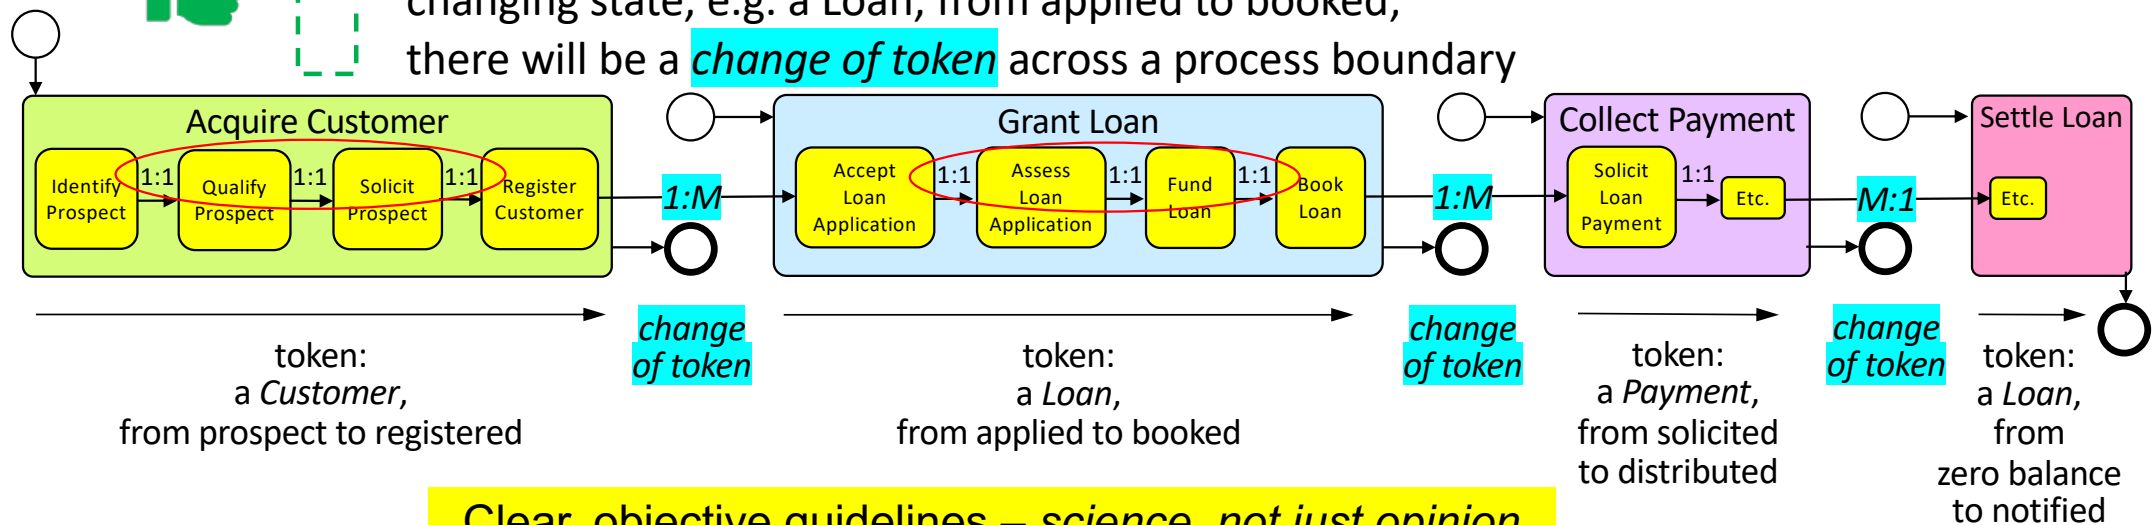 changing state, e.g. a Loan, from applied to booked,
there will be a change of token across a process boundary
Acquire Customer
Identify
Prospect
1:1
Qualify
Prospect
1:1
Solicit
Prospect
1:1
Register
Customer
1:M
Grant Loan
Accept
Loan
Application
1:1
Assess
Loan
Application
1:1
Fund
Loan
1:1
Book
Loan
1:M
Collect Payment
Solicit
Loan
Payment
1:1
Etc.
M:1
Settle Loan
Etc.
token:
a Customer,
from prospect to registered
change
of token
token:
a Loan,
from applied to booked
change
of token
token:
a Payment,
from solicited
to distributed
change
of token
token:
a Loan,
from
zero balance
to notified
Clear, objective guidelines – science, not just opinion